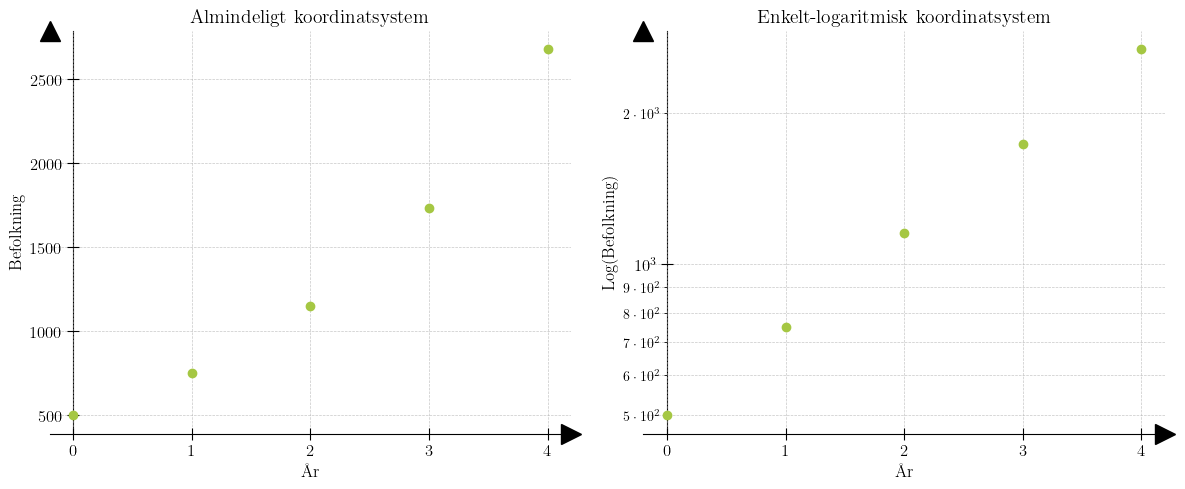 Almindeligt koordinatsystem
2500
2000
1500
1000
500
Befolkning
0 1 2 3 4
År
Enkelt-logaritmisk koordinatsystem
2 · 10³
10³
9 · 10²
8 · 10²
7 · 10²
6 · 10²
5 · 10²
Log(Befolkning)
0 1 2 3 4
År